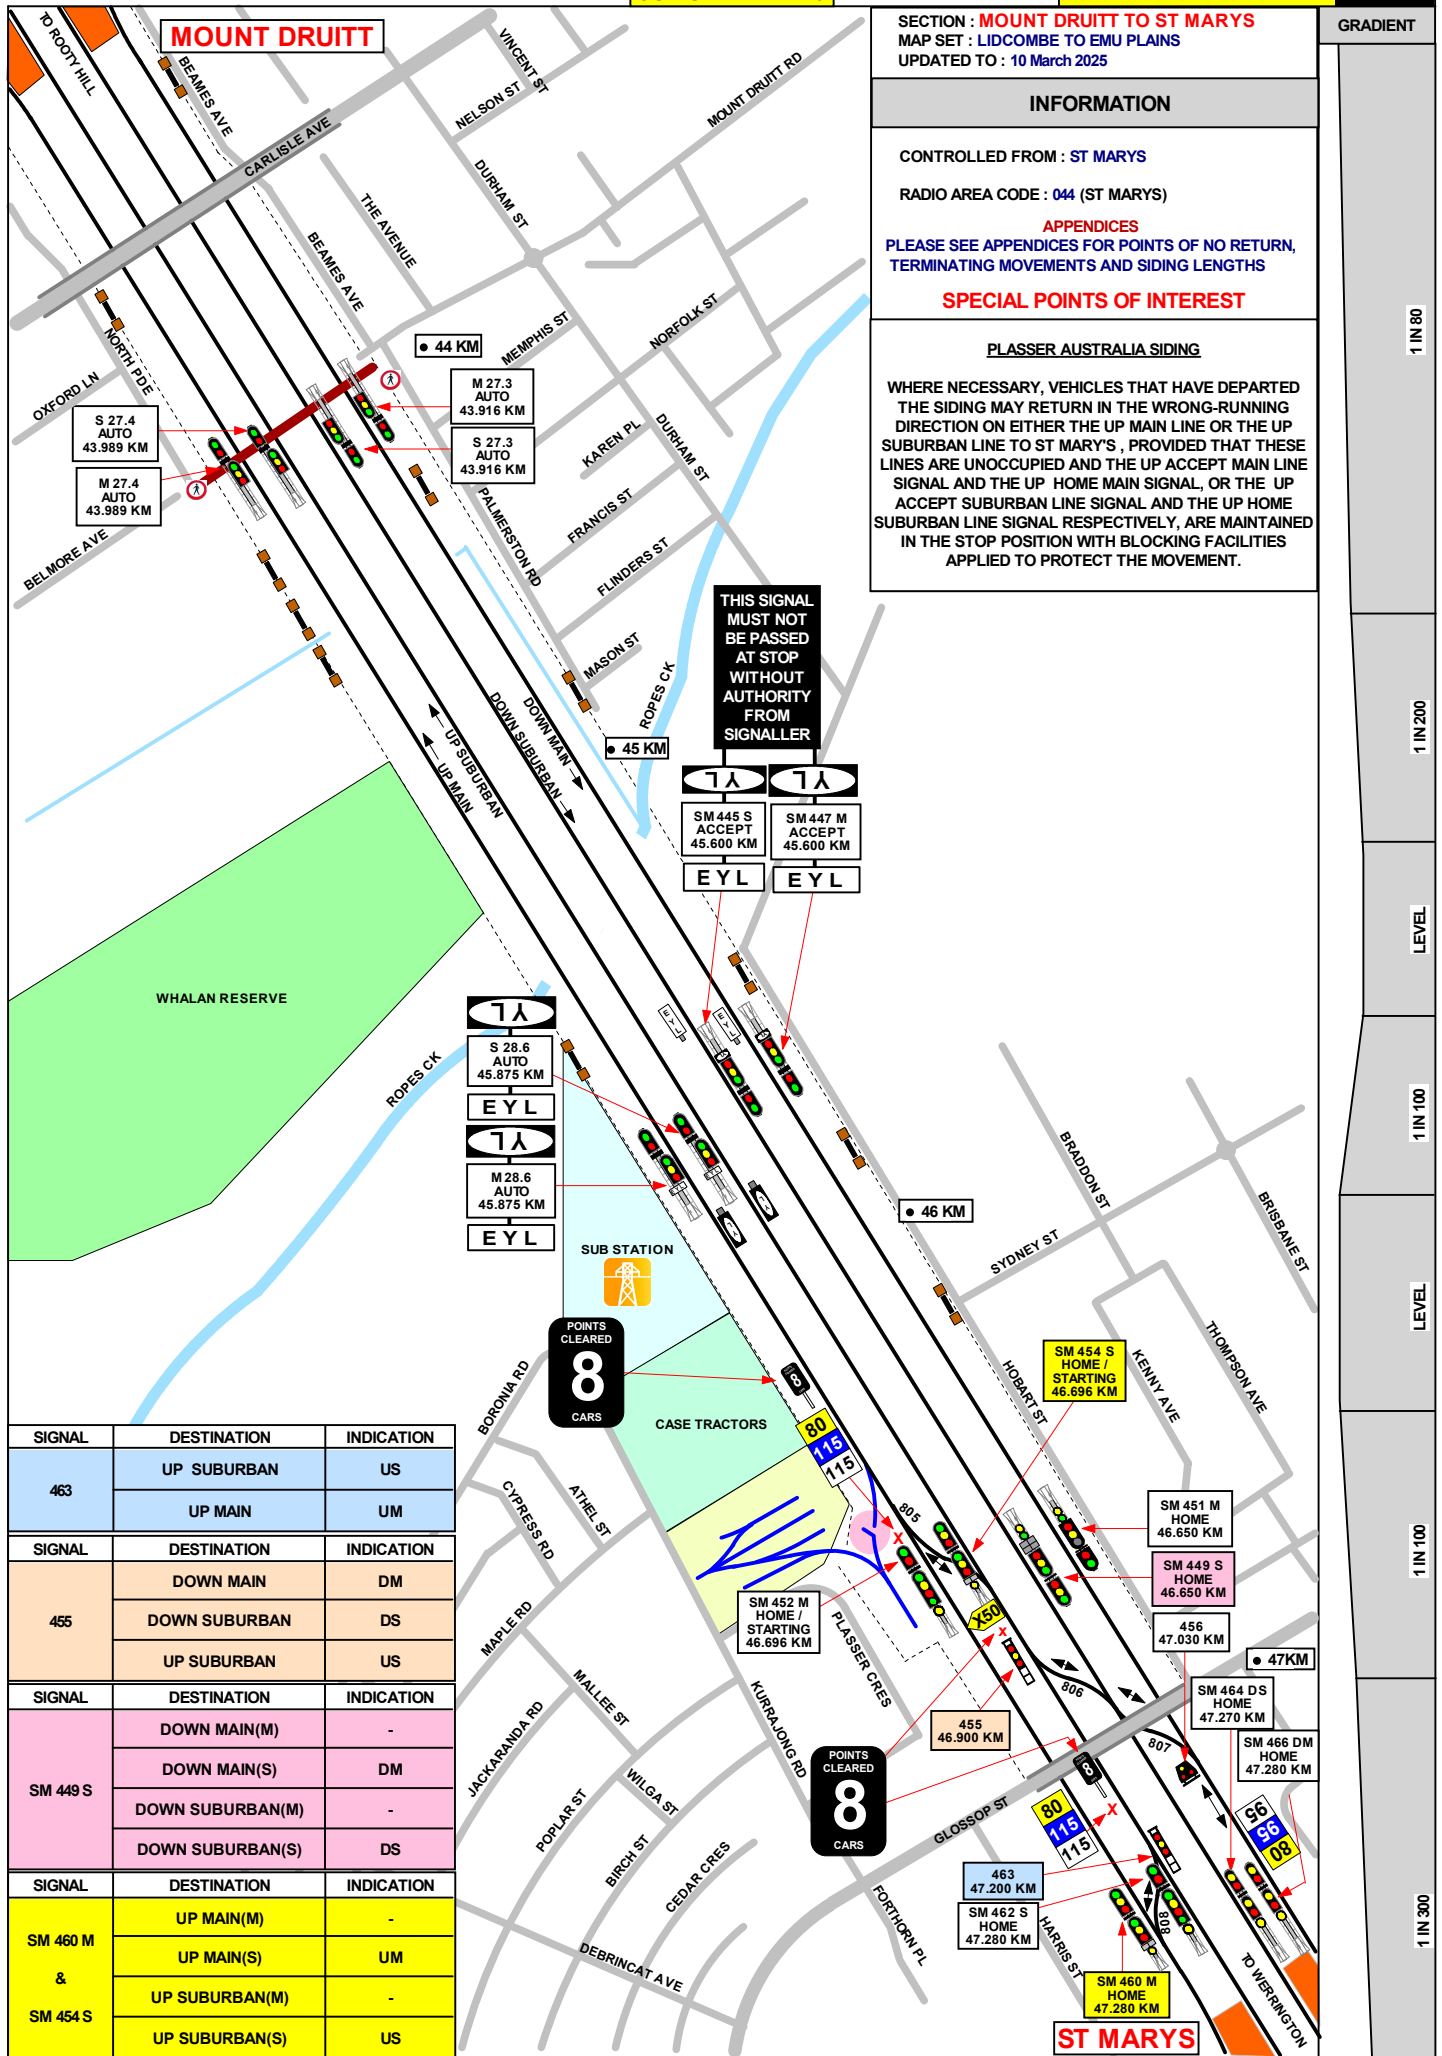 MOUNT DRUITT
SECTION : MOUNT DRUITT TO ST MARYS
MAP SET : LIDCOMBE TO EMU PLAINS
UPDATED TO : 10 March 2025
INFORMATION
CONTROLLED FROM : ST MARYS
RADIO AREA CODE : 044 (ST MARYS)
APPENDICES
PLEASE SEE APPENDICES FOR POINTS OF NO RETURN,
TERMINATING MOVEMENTS AND SIDING LENGTHS
SPECIAL POINTS OF INTEREST
PLASSER AUSTRALIA SIDING
WHERE NECESSARY, VEHICLES THAT HAVE DEPARTED
THE SIDING MAY RETURN IN THE WRONG-RUNNING
DIRECTION ON EITHER THE UP MAIN LINE OR THE UP
SUBURBAN LINE TO ST MARY'S , PROVIDED THAT THESE
LINES ARE UNOCCUPIED AND THE UP ACCEPT MAIN LINE
SIGNAL AND THE UP HOME MAIN SIGNAL, OR THE UP
ACCEPT SUBURBAN LINE SIGNAL AND THE UP HOME
SUBURBAN LINE SIGNAL RESPECTIVELY, ARE MAINTAINED
IN THE STOP POSITION WITH BLOCKING FACILITIES
APPLIED TO PROTECT THE MOVEMENT.
GRADIENT
1 IN 80
1 IN 200
LEVEL
1 IN 100
LEVEL
1 IN 100
1 IN 300
TO ROOTY HILL
BEAMES AVE
CARLISLE AVE
VINCENT ST
NELSON ST
MOUNT DRUITT RD
DURHAM ST
THE AVENUE
BEAMES AVE
NORTH PDE
OXFORD LN
BELMORE AVE
MEMPHIS ST
NORFOLK ST
KAREN PL
DURHAM ST
FRANCIS ST
FLINDERS ST
MASON ST
PALMERSTON RD
ROPES CK
44 KM
M 27.3
AUTO
43.916 KM
S 27.3
AUTO
43.916 KM
S 27.4
AUTO
43.989 KM
M 27.4
AUTO
43.989 KM
THIS SIGNAL
MUST NOT
BE PASSED
AT STOP
WITHOUT
AUTHORITY
FROM
SIGNALLER
45 KM
DOWN MAIN
DOWN SUBURBAN
UP SUBURBAN
UP MAIN
YL
YL
SM 445 S
ACCEPT
45.600 KM
SM 447 M
ACCEPT
45.600 KM
E Y L
E Y L
E Y L
E Y L
WHALAN RESERVE
ROPES CK
YL
S 28.6
AUTO
45.875 KM
E Y L
YL
M 28.6
AUTO
45.875 KM
E Y L
46 KM
SUB STATION
CASE TRACTORS
POINTS
CLEARED
8
CARS
8
80
115
115
805
X
SM 454 S
HOME /
STARTING
46.696 KM
SM 451 M
HOME
46.650 KM
SM 449 S
HOME
46.650 KM
SM 452 M
HOME /
STARTING
46.696 KM
X50
x
BRADDON ST
BRISBANE ST
SYDNEY ST
THOMPSON AVE
KENNY AVE
HOBART ST
BORONIA RD
ATHEL ST
CYPRESS RD
MAPLE RD
MALLEE ST
JACKARANDA RD
WILGA ST
POPLAR ST
BIRCH ST
CEDAR CRES
DEBRINCAT AVE
KURRAJONG RD
PLASSER CRES
GLOSSOP ST
FORTHORN PL
HARRIS ST
456
47.030 KM
47KM
SM 464 DS
HOME
47.270 KM
SM 466 DM
HOME
47.280 KM
806
807
455
46.900 KM
POINTS
CLEARED
8
CARS
8
80
115
115
X
95
95
80
463
47.200 KM
SM 462 S
HOME
47.280 KM
808
SM 460 M
HOME
47.280 KM
TO WERRINGTON
ST MARYS
SIGNAL DESTINATION INDICATION
463 UP SUBURBAN US
UP MAIN UM
SIGNAL DESTINATION INDICATION
455 DOWN MAIN DM
DOWN SUBURBAN DS
UP SUBURBAN US
SIGNAL DESTINATION INDICATION
SM 449 S DOWN MAIN(M) -
DOWN MAIN(S) DM
DOWN SUBURBAN(M) -
DOWN SUBURBAN(S) DS
SIGNAL DESTINATION INDICATION
SM 460 M & SM 454 S UP MAIN(M) -
UP MAIN(S) UM
UP SUBURBAN(M) -
UP SUBURBAN(S) US